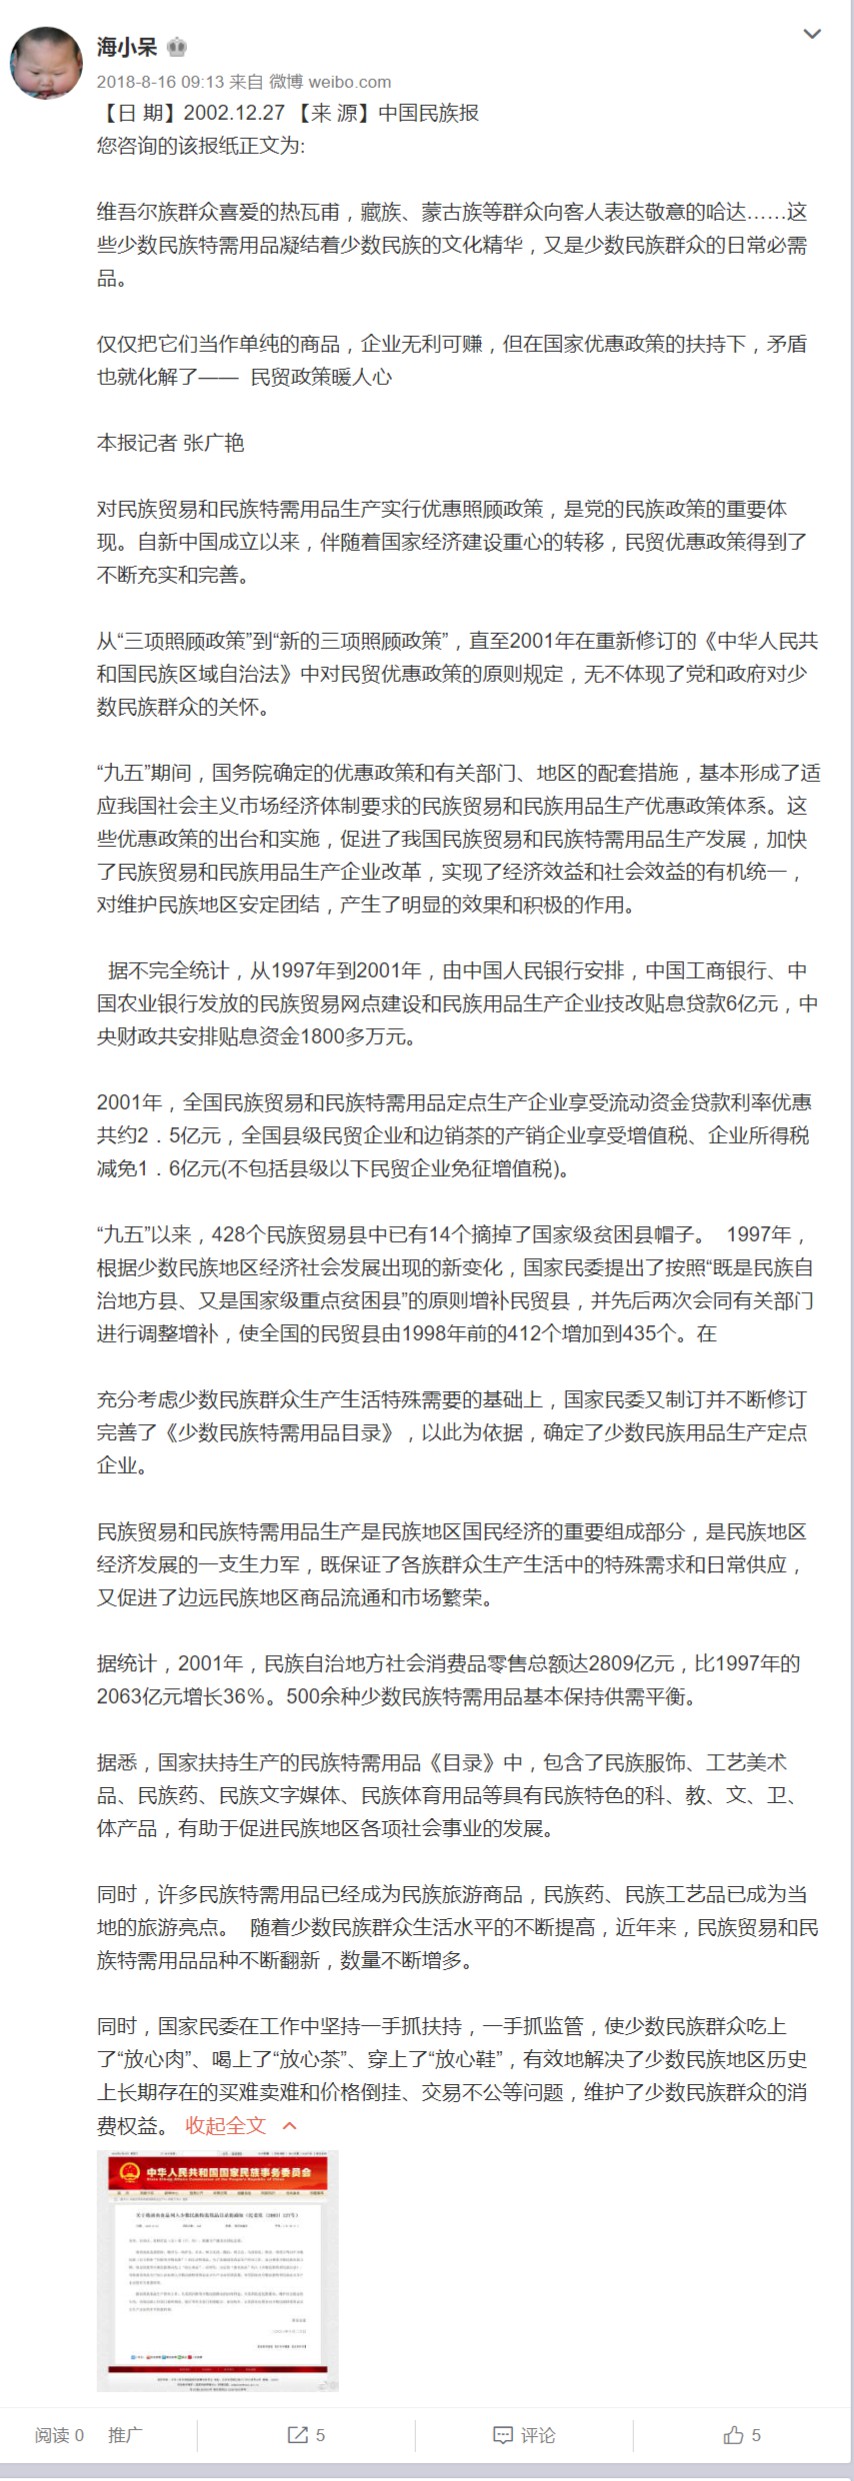 海小呆
2018-8-16 09:13 来自 微博 weibo.com
【日 期】2002.12.27 【来 源】中国民族报
您咨询的该报纸正文为:
维吾尔族群众喜爱的热瓦甫，藏族、蒙古族等群众向客人表达敬意的哈达……这
些少数民族特需用品凝结着少数民族的文化精华，又是少数民族群众的日常必需
品。
仅仅把它们当作单纯的商品，企业无利可赚，但在国家优惠政策的扶持下，矛盾
也就化解了—— 民贸政策暖人心
本报记者 张广艳
对民族贸易和民族特需用品生产实行优惠照顾政策，是党的民族政策的重要体
现。自新中国成立以来，伴随着国家经济建设重心的转移，民贸优惠政策得到了
不断充实和完善。
从“三项照顾政策”到“新的三项照顾政策”，直至2001年在重新修订的《中华人民共
和国民族区域自治法》中对民贸优惠政策的原则规定，无不体现了党和政府对少
数民族群众的关怀。
“九五”期间，国务院确定的优惠政策和有关部门、地区的配套措施，基本形成了适
应我国社会主义市场经济体制要求的民族贸易和民族用品生产优惠政策体系。这
些优惠政策的出台和实施，促进了我国民族贸易和民族特需用品生产发展，加快
了民族贸易和民族用品生产企业改革，实现了经济效益和社会效益的有机统一，
对维护民族地区安定团结，产生了明显的效果和积极的作用。
据不完全统计，从1997年到2001年，由中国人民银行安排，中国工商银行、中
国农业银行发放的民族贸易网点建设和民族用品生产企业技改贴息贷款6亿元，中
央财政共安排贴息资金1800多万元。
2001年，全国民族贸易和民族特需用品定点生产企业享受流动资金贷款利率优惠
共约2．5亿元，全国县级民贸企业和边销茶的产销企业享受增值税、企业所得税
减免1．6亿元(不包括县级以下民贸企业免征增值税)。
“九五”以来，428个民族贸易县中已有14个摘掉了国家级贫困县帽子。 1997年，
根据少数民族地区经济社会发展出现的新变化，国家民委提出了按照“既是民族自
治地方县、又是国家级重点贫困县”的原则增补民贸县，并先后两次会同有关部门
进行调整增补，使全国的民贸县由1998年前的412个增加到435个。在
充分考虑少数民族群众生产生活特殊需要的基础上，国家民委又制订并不断修订
完善了《少数民族特需用品目录》，以此为依据，确定了少数民族用品生产定点
企业。
民族贸易和民族特需用品生产是民族地区国民经济的重要组成部分，是民族地区
经济发展的一支生力军，既保证了各族群众生产生活中的特殊需求和日常供应，
又促进了边远民族地区商品流通和市场繁荣。
据统计，2001年，民族自治地方社会消费品零售总额达2809亿元，比1997年的
2063亿元增长36%。500余种少数民族特需用品基本保持供需平衡。
据悉，国家扶持生产的民族特需用品《目录》中，包含了民族服饰、工艺美术
品、民族药、民族文字媒体、民族体育用品等具有民族特色的科、教、文、卫、
体产品，有助于促进民族地区各项社会事业的发展。
同时，许多民族特需用品已经成为民族旅游商品，民族药、民族工艺品已成为当
地的旅游亮点。 随着少数民族群众生活水平的不断提高，近年来，民族贸易和民
族特需用品品种不断翻新，数量不断增多。
同时，国家民委在工作中坚持一手抓扶持，一手抓监管，使少数民族群众吃上
了“放心肉”、喝上了“放心茶”、穿上了“放心鞋”，有效地解决了少数民族地区历史
上长期存在的买难卖难和价格倒挂、交易不公等问题，维护了少数民族群众的消
费权益。 收起全文
中华人民共和国国家民族事务委员会
阅读 0 推广 5 评论 5